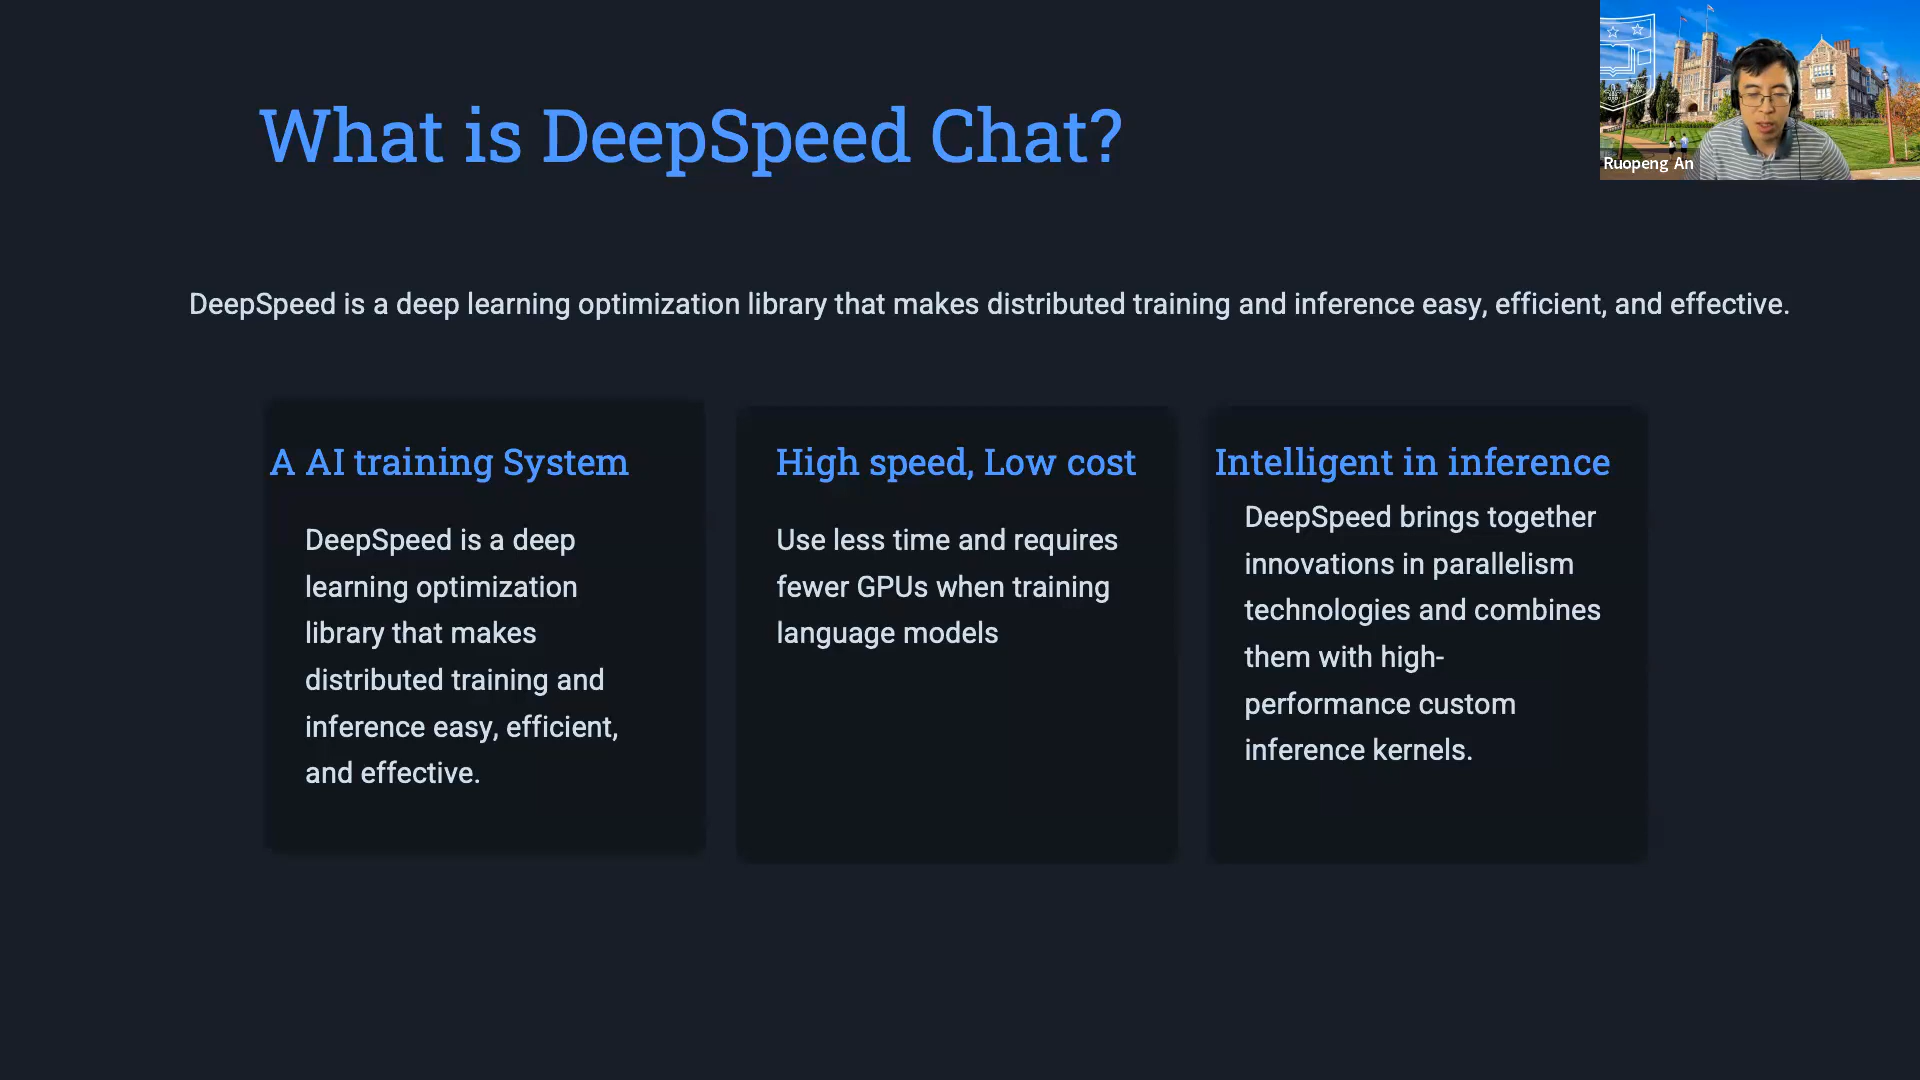 What is DeepSpeed Chat?
Ruopeng An
DeepSpeed is a deep learning optimization library that makes distributed training and inference easy, efficient, and effective.
A AI training System
DeepSpeed is a deep
learning optimization
library that makes
distributed training and
inference easy, efficient,
and effective.
High speed, Low cost
Use less time and requires
fewer GPUs when training
language models
Intelligent in inference
DeepSpeed brings together
innovations in parallelism
technologies and combines
them with high-
performance custom
inference kernels.